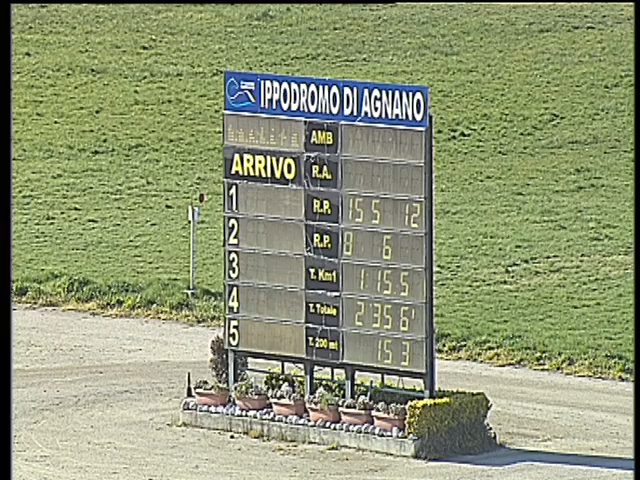 IPPODROMO DI AGNANO
AMB
ARRIVO R.A.
1 R.P. 15 5 12
2 R.P. 8 6
3 T. Km1 1 15.5
4 T. Totale 2'35 6'
5 T. 200 mt 15 3